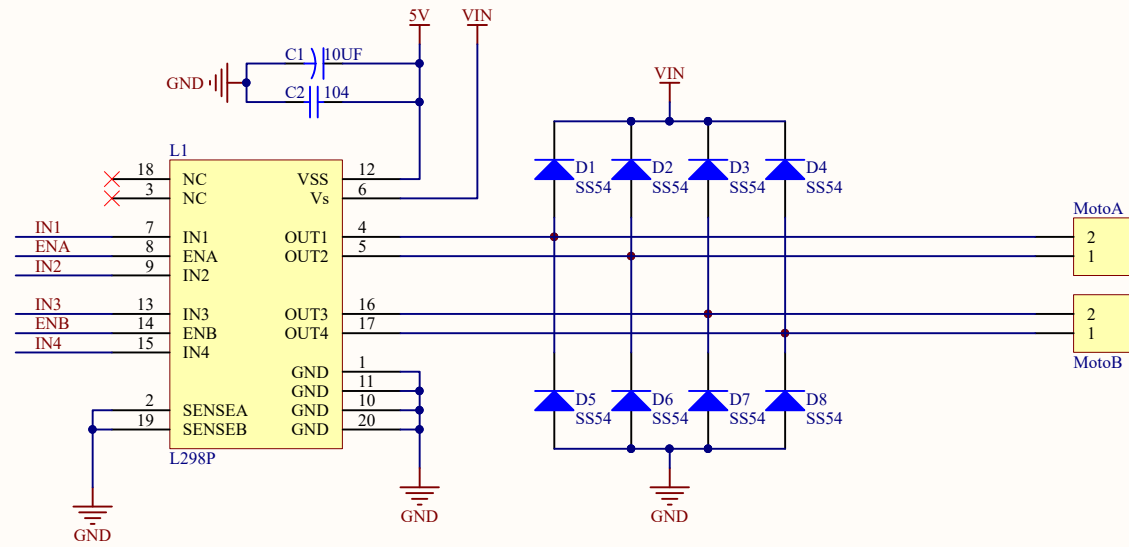 5V VIN
C1 10UF
GND
C2 104
VIN
L1
18 NC VSS 12
3 NC Vs 6
D1 D2 D3 D4
SS54 SS54 SS54 SS54
MotoA
IN1 7 IN1 OUT1 4 2
ENA 8 ENA OUT2 5 1
IN2 9 IN2
IN3 13 IN3 OUT3 16 2
ENB 14 ENB OUT4 17 1
IN4 15 IN4
MotoB
GND 1
GND 11
2 SENSEA GND 10
19 SENSEB GND 20
D5 D6 D7 D8
SS54 SS54 SS54 SS54
L298P
GND GND
GND